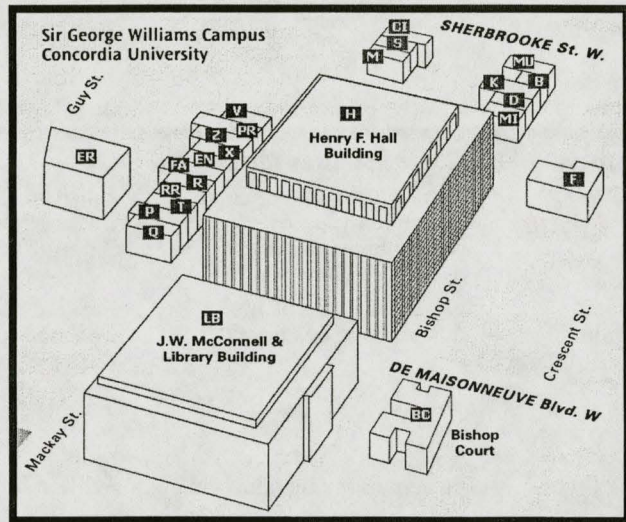 Sir George Williams Campus
Concordia University
Guy St.
SHERBROOKE St. W.
CI
S
M
MU
K
B
D
MI
V
Z
PR
X
EN
FA
R
RR
T
P
Q
ER
H
Henry F. Hall
Building
F
Bishop St.
Crescent St.
LB
J.W. McConnell &
Library Building
DE MAISONNEUVE Blvd. W
BC
Bishop
Court
Mackay St.